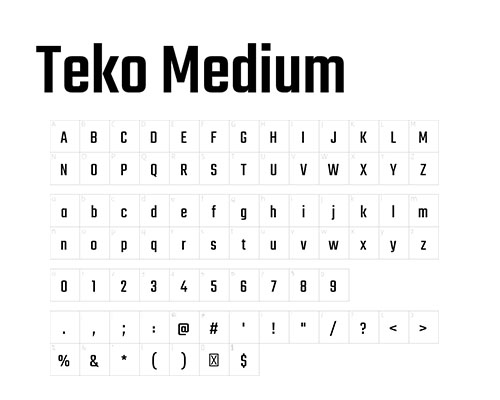 Teko Medium
A B C D E F G H I J K L M
N O P Q R S T U V W X Y Z
a b c d e f g h i j k l m
n o p q r s t u v w x y z
0 1 2 3 4 5 6 7 8 9
. , ; : @ # ' ! " / ? < >
% & * ( ) $